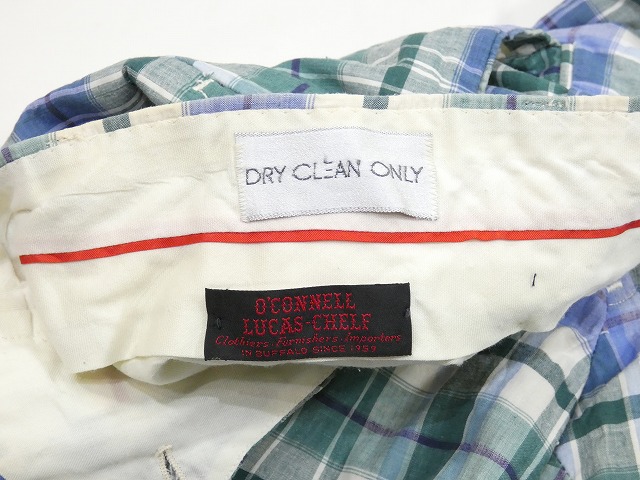 DRY CLEAN ONLY
O'CONNELL
LUCAS-CHELF
Clothiers·Furnishers·Importers
IN BUFFALO SINCE 1959